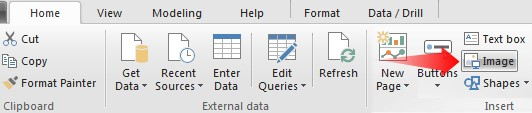 Home View Modeling Help Format Data / Drill
Cut
Copy
Format Painter
Clipboard
Get Data
Recent Sources
Enter Data
Edit Queries
Refresh
External data
New Page
Buttons
Text box
Image
Shapes
Insert